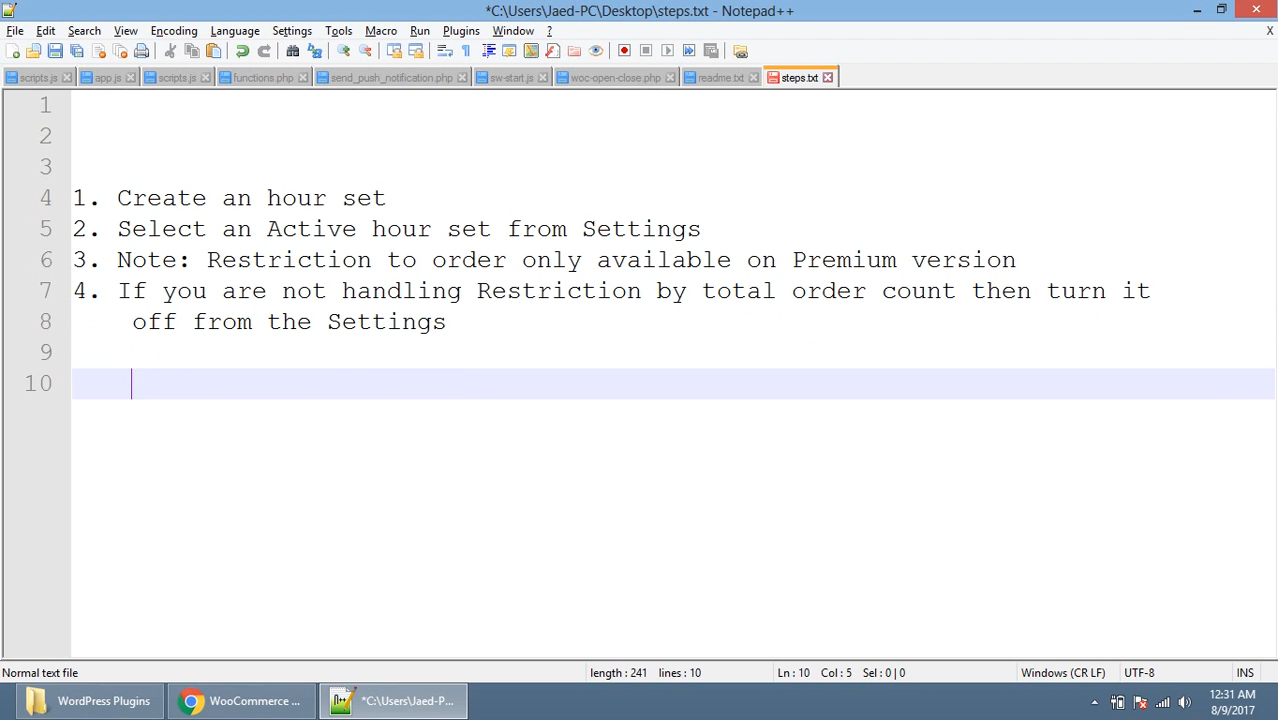 *C:\Users\Jaed-PC\Desktop\steps.txt - Notepad++
File Edit Search View Encoding Language Settings Tools Macro Run Plugins Window ?
X
scripts.js app.js scripts.js functions.php send_push_notification.php sw-start.js woc-open-close.php readme.txt steps.txt
1
2
3
4 1. Create an hour set
5 2. Select an Active hour set from Settings
6 3. Note: Restriction to order only available on Premium version
7 4. If you are not handling Restriction by total order count then turn it
8 off from the Settings
9
10
Normal text file length : 241 lines : 10 Ln : 10 Col : 5 Sel : 0 | 0 Windows (CR LF) UTF-8 INS
WordPress Plugins WooCommerce ... *C:\Users\Jaed-P... 12:31 AM
8/9/2017